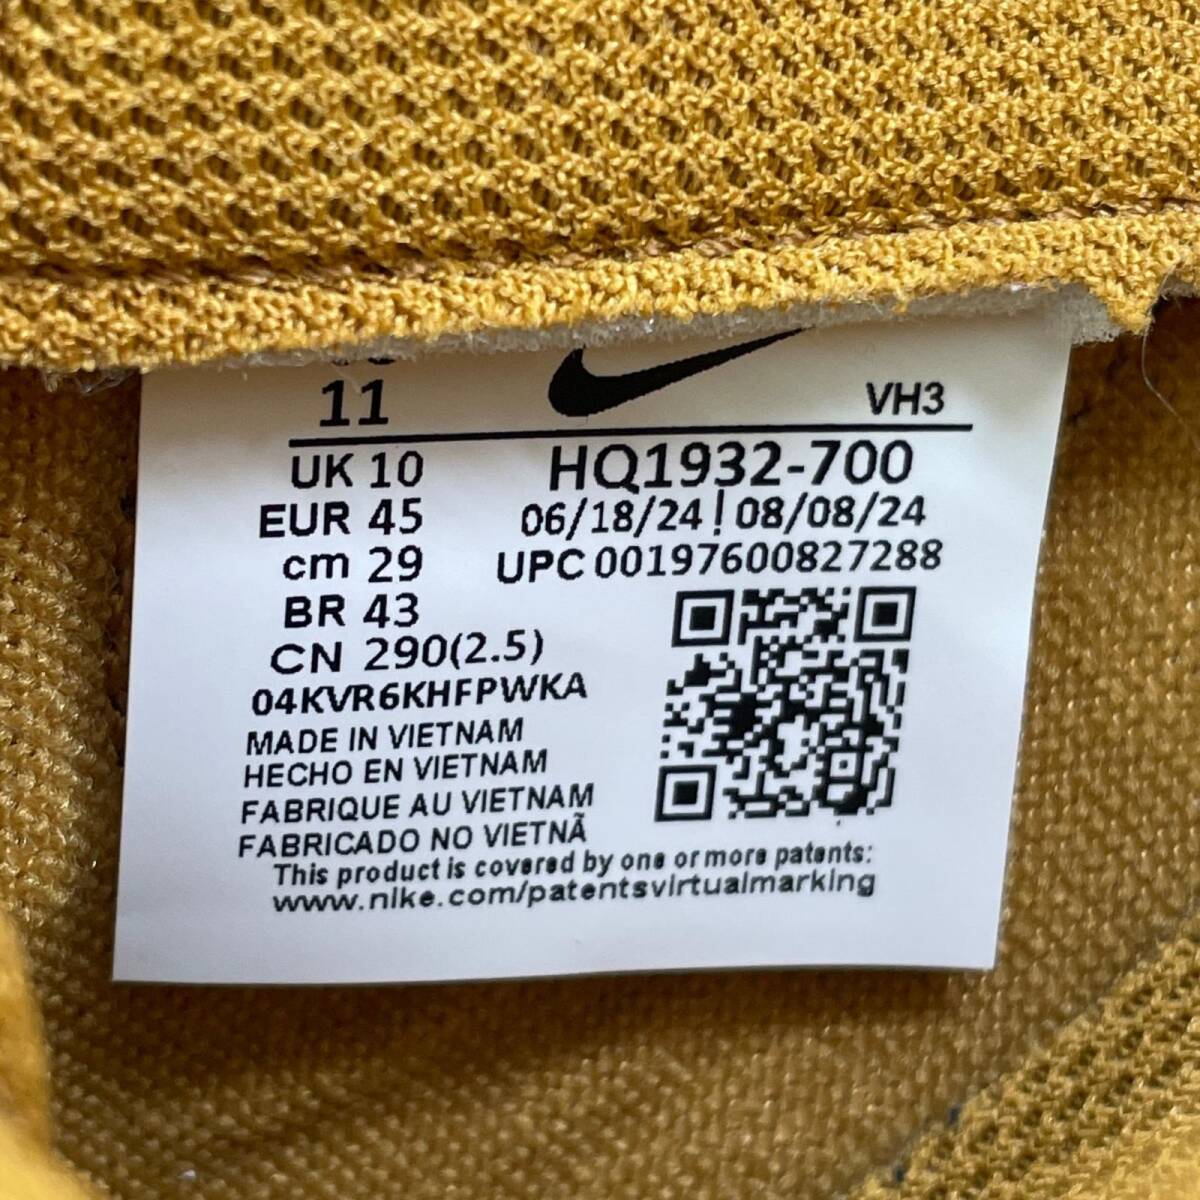 11
VH3
UK 10
HQ1932-700
EUR 45
06/18/24 | 08/08/24
cm 29
UPC 00197600827288
BR 43
CN 290(2.5)
04KVR6KHFPWKA
MADE IN VIETNAM
HECHO EN VIETNAM
FABRIQUE AU VIETNAM
FABRICADO NO VIETNÃ
This product is covered by one or more patents:
www.nike.com/patentsvirtualmarking